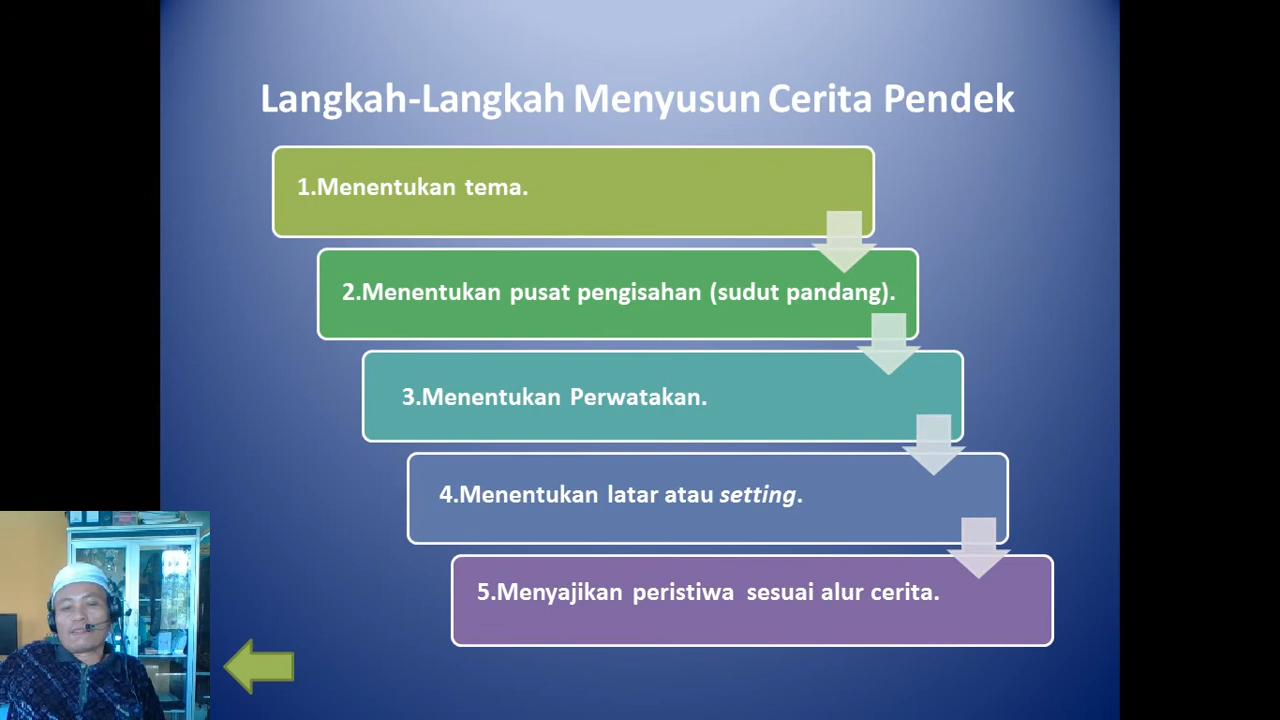 Langkah-Langkah Menyusun Cerita Pendek
1.Menentukan tema.
2.Menentukan pusat pengisahan (sudut pandang).
3.Menentukan Perwatakan.
4.Menentukan latar atau setting.
5.Menyajikan peristiwa sesuai alur cerita.